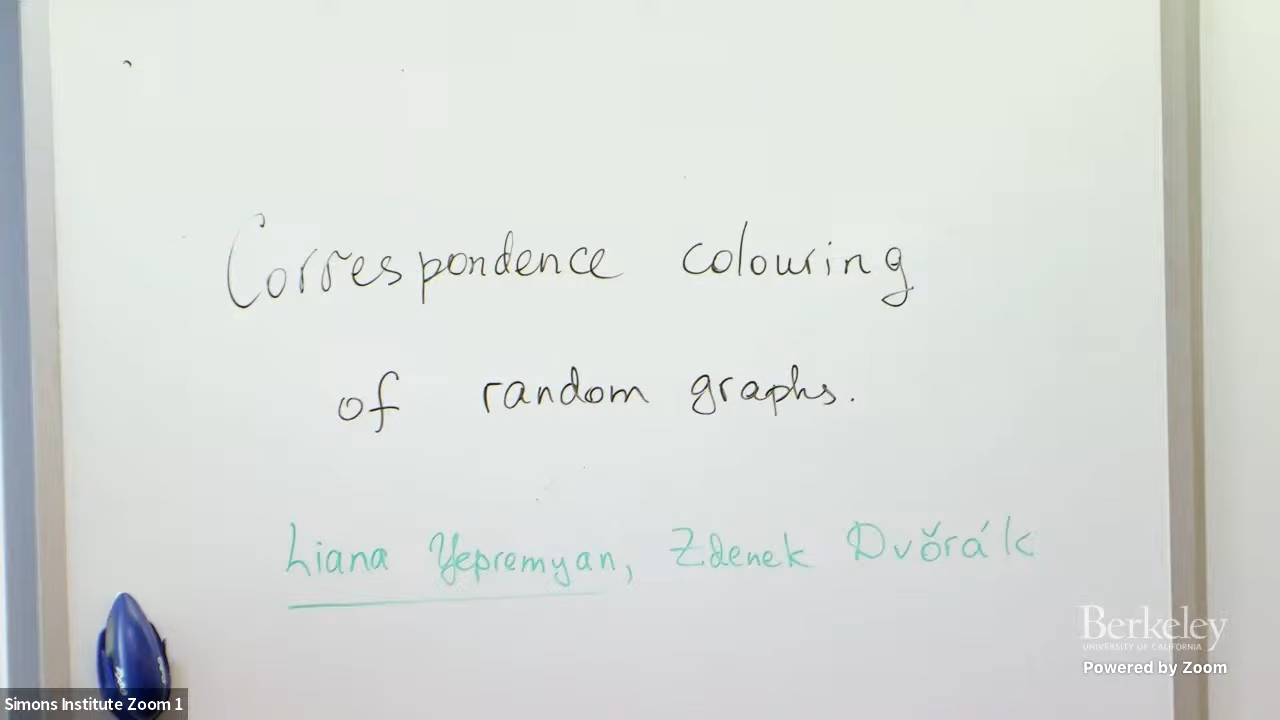 Correspondence colouring
of random graphs.
Liana Yepremyan, Zdenek Dvořák
Berkeley
UNIVERSITY OF CALIFORNIA
Powered by Zoom
Simons Institute Zoom 1